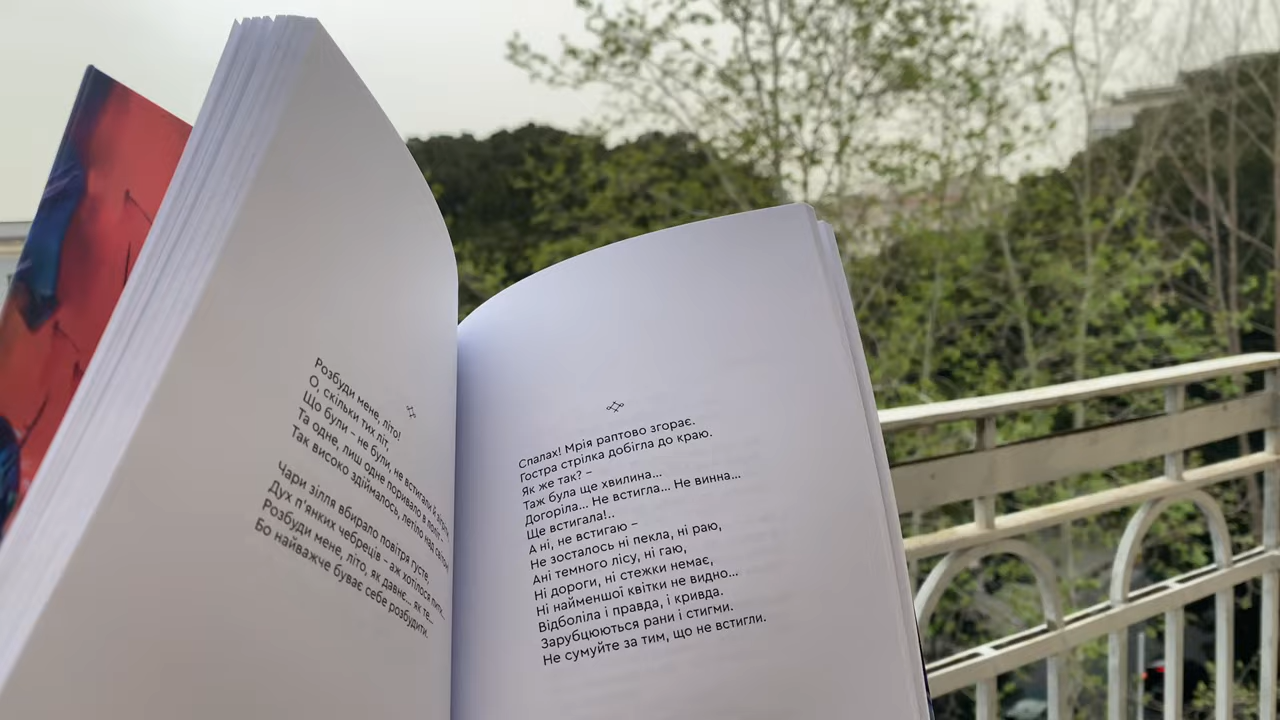 Розбуди мене, літо!
О, скільки тих літ,
Що були – не були, не встигали й
Та одне, лиш одне поривало в політ –
Так високо здіймалось, летіло над світом
Чари зілля вбирало повітря густе.
Дух п'янких чебреців – аж хотілося пить...
Розбуди мене, літо, як давнє... як те...
Бо найважче буває себе розбудити.
Спалах! Мрія раптово згорає.
Гостра стрілка добігла до краю.
Як же так? –
Таж була ще хвилина...
Догоріла... Не встигла... Не винна...
Ще встигала!..
А ні, не встигаю –
Не зосталось ні пекла, ні раю,
Ані темного лісу, ні гаю,
Ні дороги, ні стежки немає,
Ні найменшої квітки не видно...
Відболіла і правда, і кривда.
Зарубцюються рани і стигми.
Не сумуйте за тим, що не встигли.